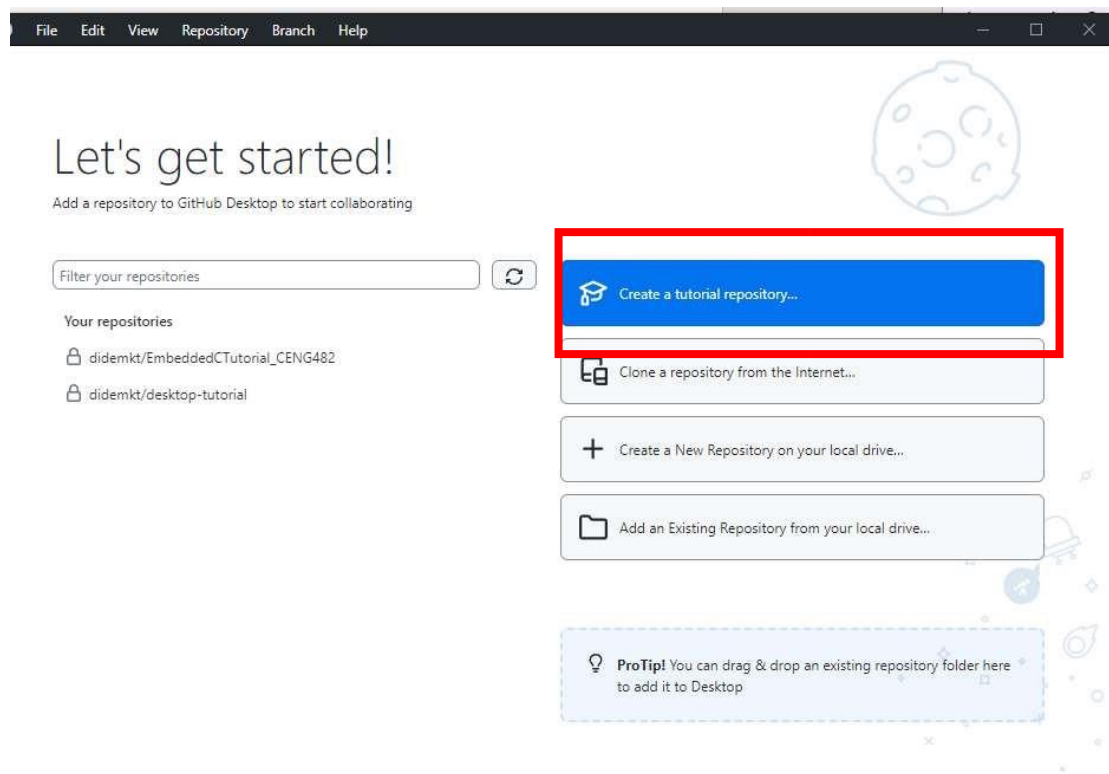 File Edit View Repository Branch Help
Let's get started!
Add a repository to GitHub Desktop to start collaborating
Filter your repositories
Your repositories
didemkt/EmbeddedCTutorial_CENG482
didemkt/desktop-tutorial
Create a tutorial repository...
Clone a repository from the Internet...
Create a New Repository on your local drive...
Add an Existing Repository from your local drive...
ProTip! You can drag & drop an existing repository folder here
to add it to Desktop